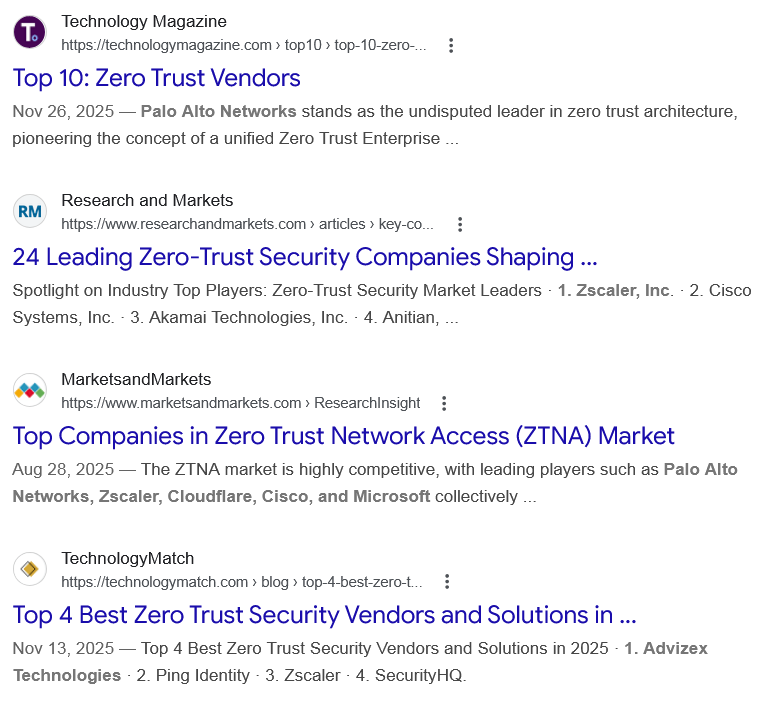 T.
Technology Magazine
https://technologymagazine.com › top10 › top-10-zero-...
Top 10: Zero Trust Vendors
Nov 26, 2025 — Palo Alto Networks stands as the undisputed leader in zero trust architecture,
pioneering the concept of a unified Zero Trust Enterprise ...
RM
Research and Markets
https://www.researchandmarkets.com › articles › key-co...
24 Leading Zero-Trust Security Companies Shaping ...
Spotlight on Industry Top Players: Zero-Trust Security Market Leaders · 1. Zscaler, Inc. · 2. Cisco
Systems, Inc. · 3. Akamai Technologies, Inc. · 4. Anitian, ...
MarketsandMarkets
https://www.marketsandmarkets.com › ResearchInsight
Top Companies in Zero Trust Network Access (ZTNA) Market
Aug 28, 2025 — The ZTNA market is highly competitive, with leading players such as Palo Alto
Networks, Zscaler, Cloudflare, Cisco, and Microsoft collectively ...
TechnologyMatch
https://technologymatch.com › blog › top-4-best-zero-t...
Top 4 Best Zero Trust Security Vendors and Solutions in ...
Nov 13, 2025 — Top 4 Best Zero Trust Security Vendors and Solutions in 2025 · 1. Advizex
Technologies · 2. Ping Identity · 3. Zscaler · 4. SecurityHQ.